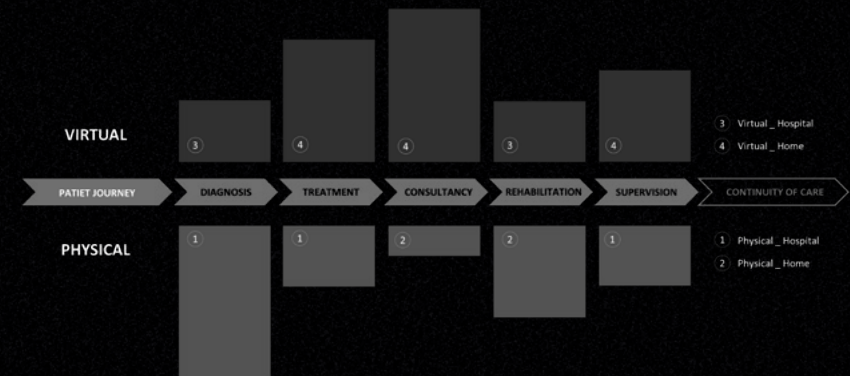 VIRTUAL
3
4
4
3
4
3 Virtual _ Hospital
4 Virtual _ Home
PATIET JOURNEY
DIAGNOSIS
TREATMENT
CONSULTANCY
REHABILITATION
SUPERVISION
CONTINUITY OF CARE
PHYSICAL
1
1
2
2
1
1 Physical _ Hospital
2 Physical _ Home